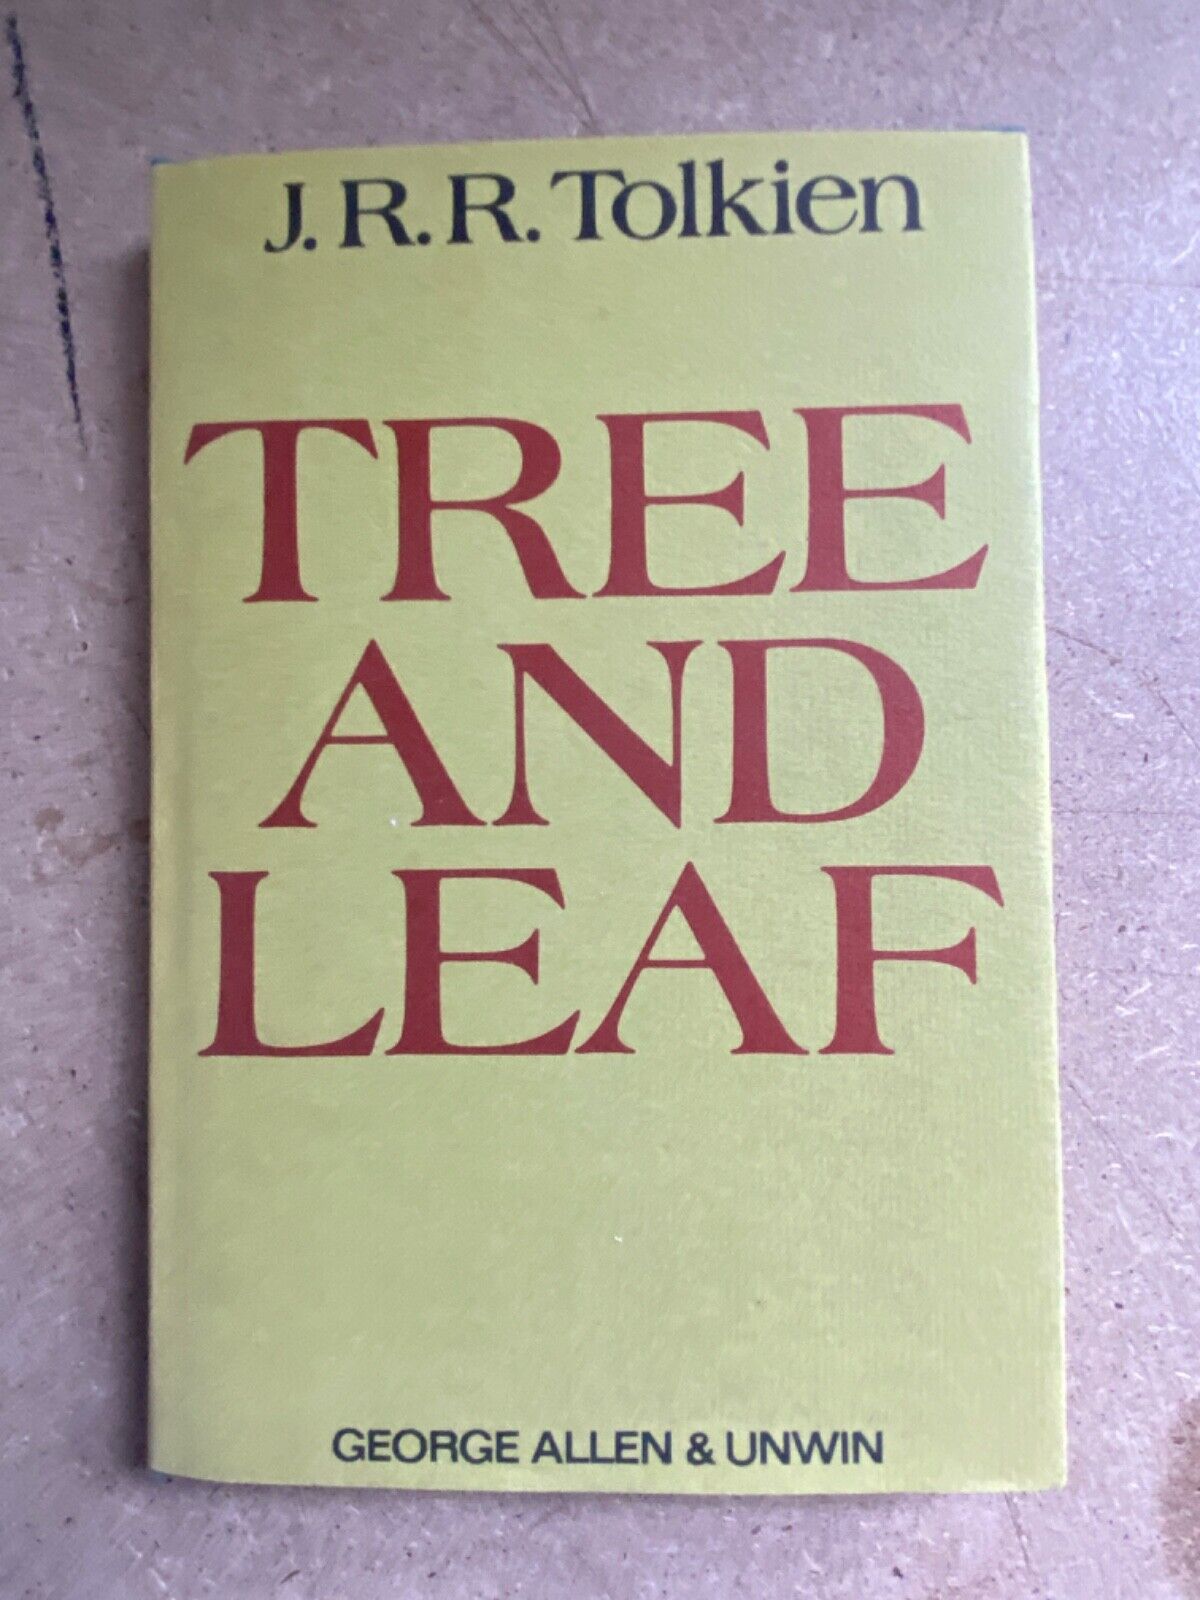 J. R. R. Tolkien
TREE
AND
LEAF
GEORGE ALLEN & UNWIN